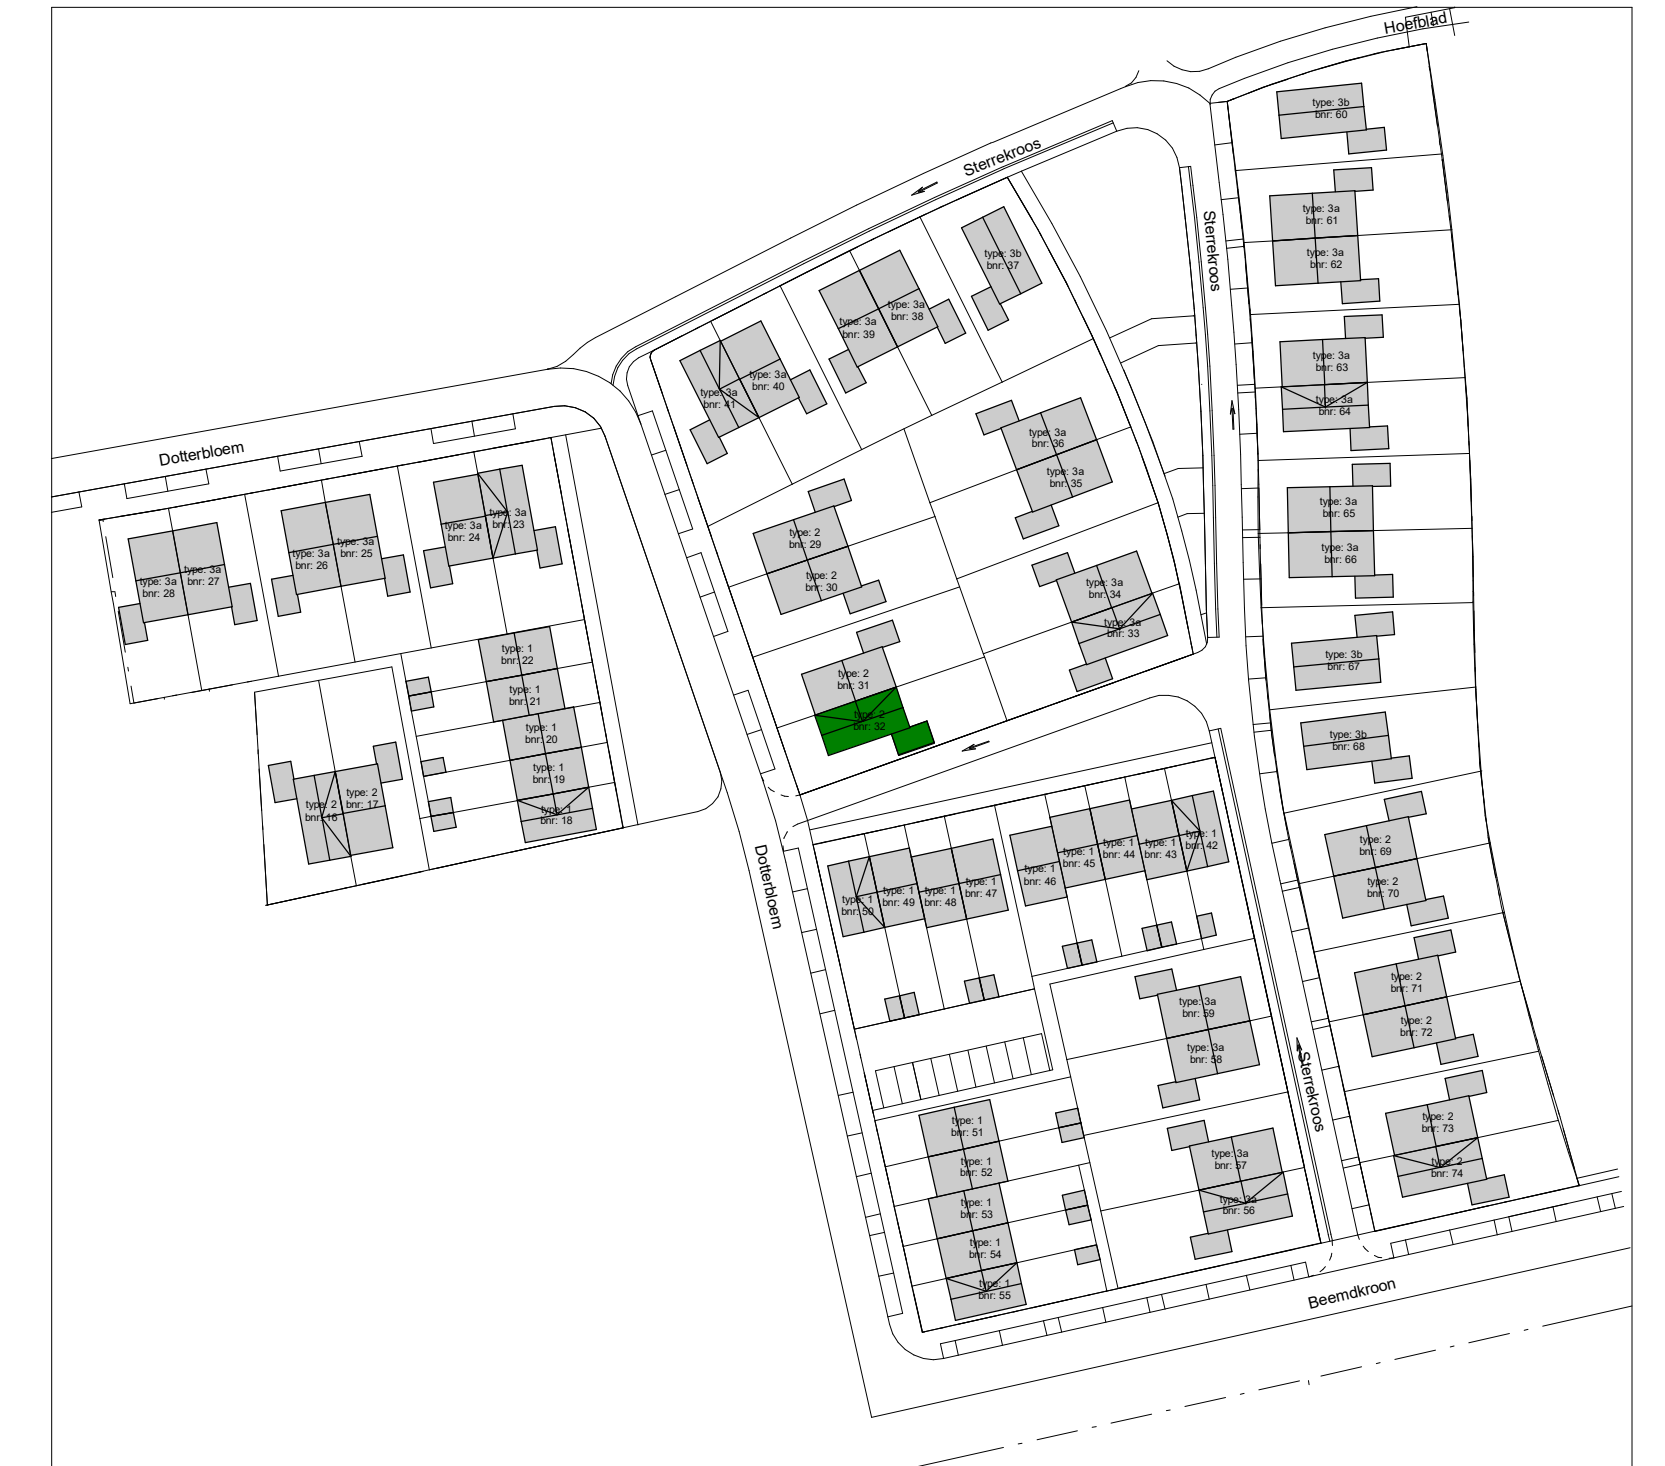 Hoefblad
type: 3b
bnr: 60
Sterrekroos
type: 3a
bnr: 61
type: 3a
bnr: 62
Sterrekroos
type: 3b
bnr: 37
type: 3a
bnr: 38
type: 3a
bnr: 39
type: 3a
bnr: 40
type: 3a
bnr: 41
type: 3a
bnr: 63
type: 3a
bnr: 64
type: 3a
bnr: 36
type: 3a
bnr: 35
Dotterbloem
type: 3a
bnr: 23
type: 3a
bnr: 24
type: 3a
bnr: 25
type: 3a
bnr: 26
type: 3a
bnr: 27
type: 3a
bnr: 28
type: 2
bnr: 29
type: 2
bnr: 30
type: 3a
bnr: 65
type: 3a
bnr: 66
type: 3a
bnr: 34
type: 3a
bnr: 33
type: 1
bnr: 22
type: 1
bnr: 21
type: 1
bnr: 20
type: 1
bnr: 19
type: 1
bnr: 18
type: 2
bnr: 31
type: 2
bnr: 32
type: 3b
bnr: 67
type: 3b
bnr: 68
type: 2
bnr: 17
type: 2
bnr: 16
type: 1
bnr: 42
type: 1
bnr: 43
type: 1
bnr: 44
type: 1
bnr: 45
type: 1
bnr: 46
type: 1
bnr: 47
type: 1
bnr: 48
type: 1
bnr: 49
type: 1
bnr: 50
Dotterbloem
type: 2
bnr: 69
type: 2
bnr: 70
type: 2
bnr: 71
type: 2
bnr: 72
type: 3a
bnr: 59
type: 3a
bnr: 58
Sterrekroos
type: 1
bnr: 51
type: 1
bnr: 52
type: 1
bnr: 53
type: 1
bnr: 54
type: 1
bnr: 55
type: 3a
bnr: 57
type: 3a
bnr: 56
type: 2
bnr: 73
type: 2
bnr: 74
Beemdkroon